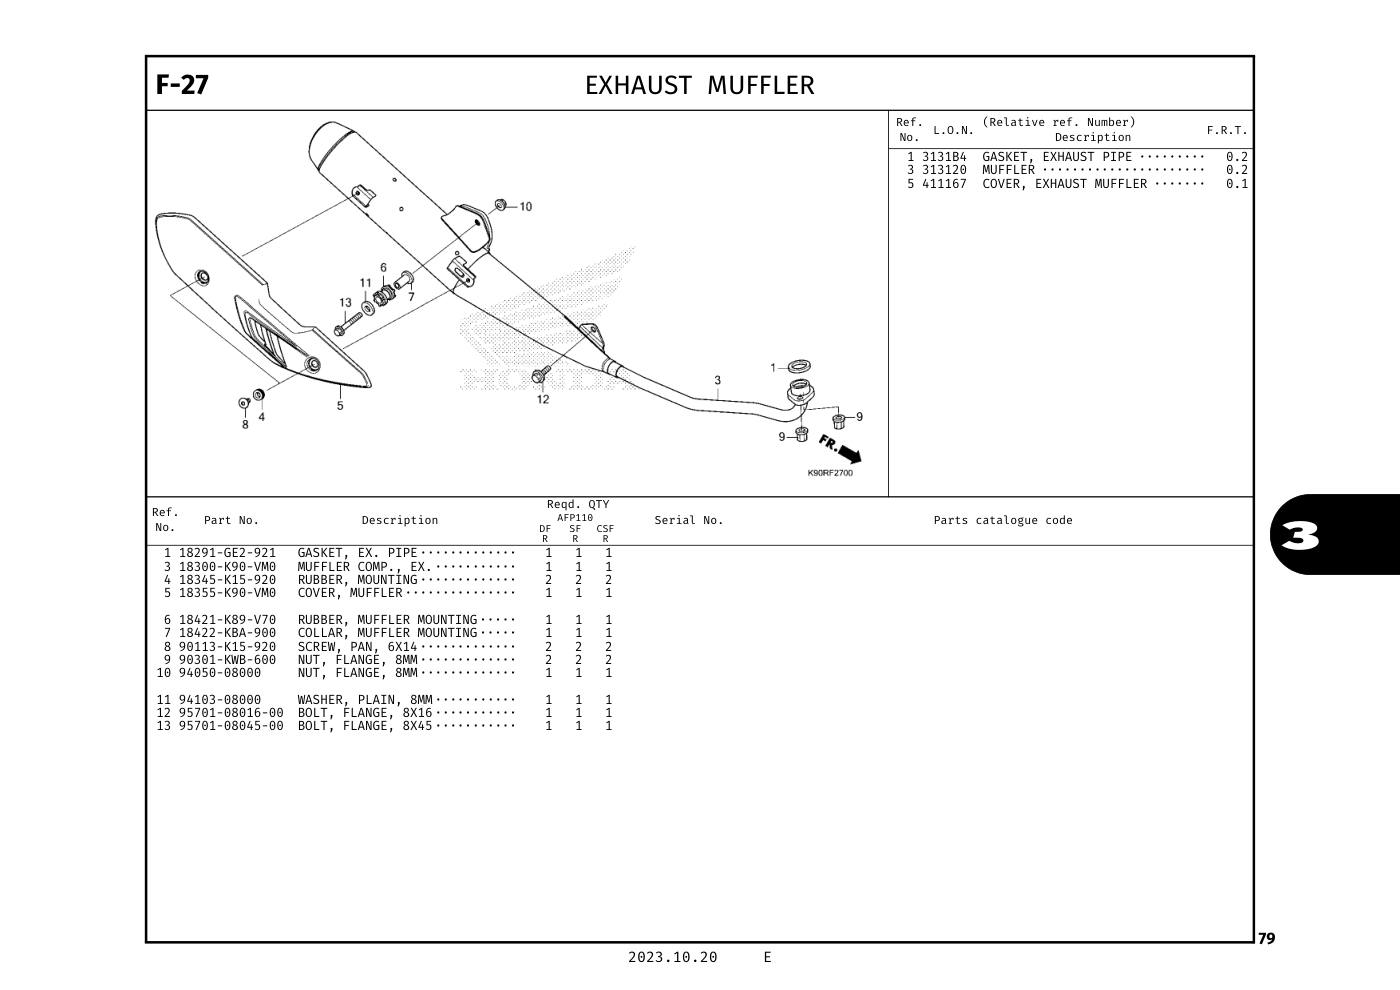 F-27 EXHAUST MUFFLER
10
6
11
7
13
HONDA
1
3
12
5
4
8
9
9
FR.
K90RF2700
Ref. No. L.O.N. (Relative ref. Number) Description F.R.T.
1 3131B4 GASKET, EXHAUST PIPE ········· 0.2
3 313120 MUFFLER ······················ 0.2
5 411167 COVER, EXHAUST MUFFLER ······· 0.1
Reqd. QTY
Ref. No. Part No. Description AFP110 Serial No. Parts catalogue code
DF SF CSF
R R R
1 18291-GE2-921 GASKET, EX. PIPE············· 1 1 1
3 18300-K90-VM0 MUFFLER COMP., EX.··········· 1 1 1
4 18345-K15-920 RUBBER, MOUNTING············· 2 2 2
5 18355-K90-VM0 COVER, MUFFLER··············· 1 1 1
6 18421-K89-V70 RUBBER, MUFFLER MOUNTING····· 1 1 1
7 18422-KBA-900 COLLAR, MUFFLER MOUNTING····· 1 1 1
8 90113-K15-920 SCREW, PAN, 6X14············· 2 2 2
9 90301-KWB-600 NUT, FLANGE, 8MM············· 2 2 2
10 94050-08000 NUT, FLANGE, 8MM············· 1 1 1
11 94103-08000 WASHER, PLAIN, 8MM··········· 1 1 1
12 95701-08016-00 BOLT, FLANGE, 8X16··········· 1 1 1
13 95701-08045-00 BOLT, FLANGE, 8X45··········· 1 1 1
3
79
2023.10.20 E